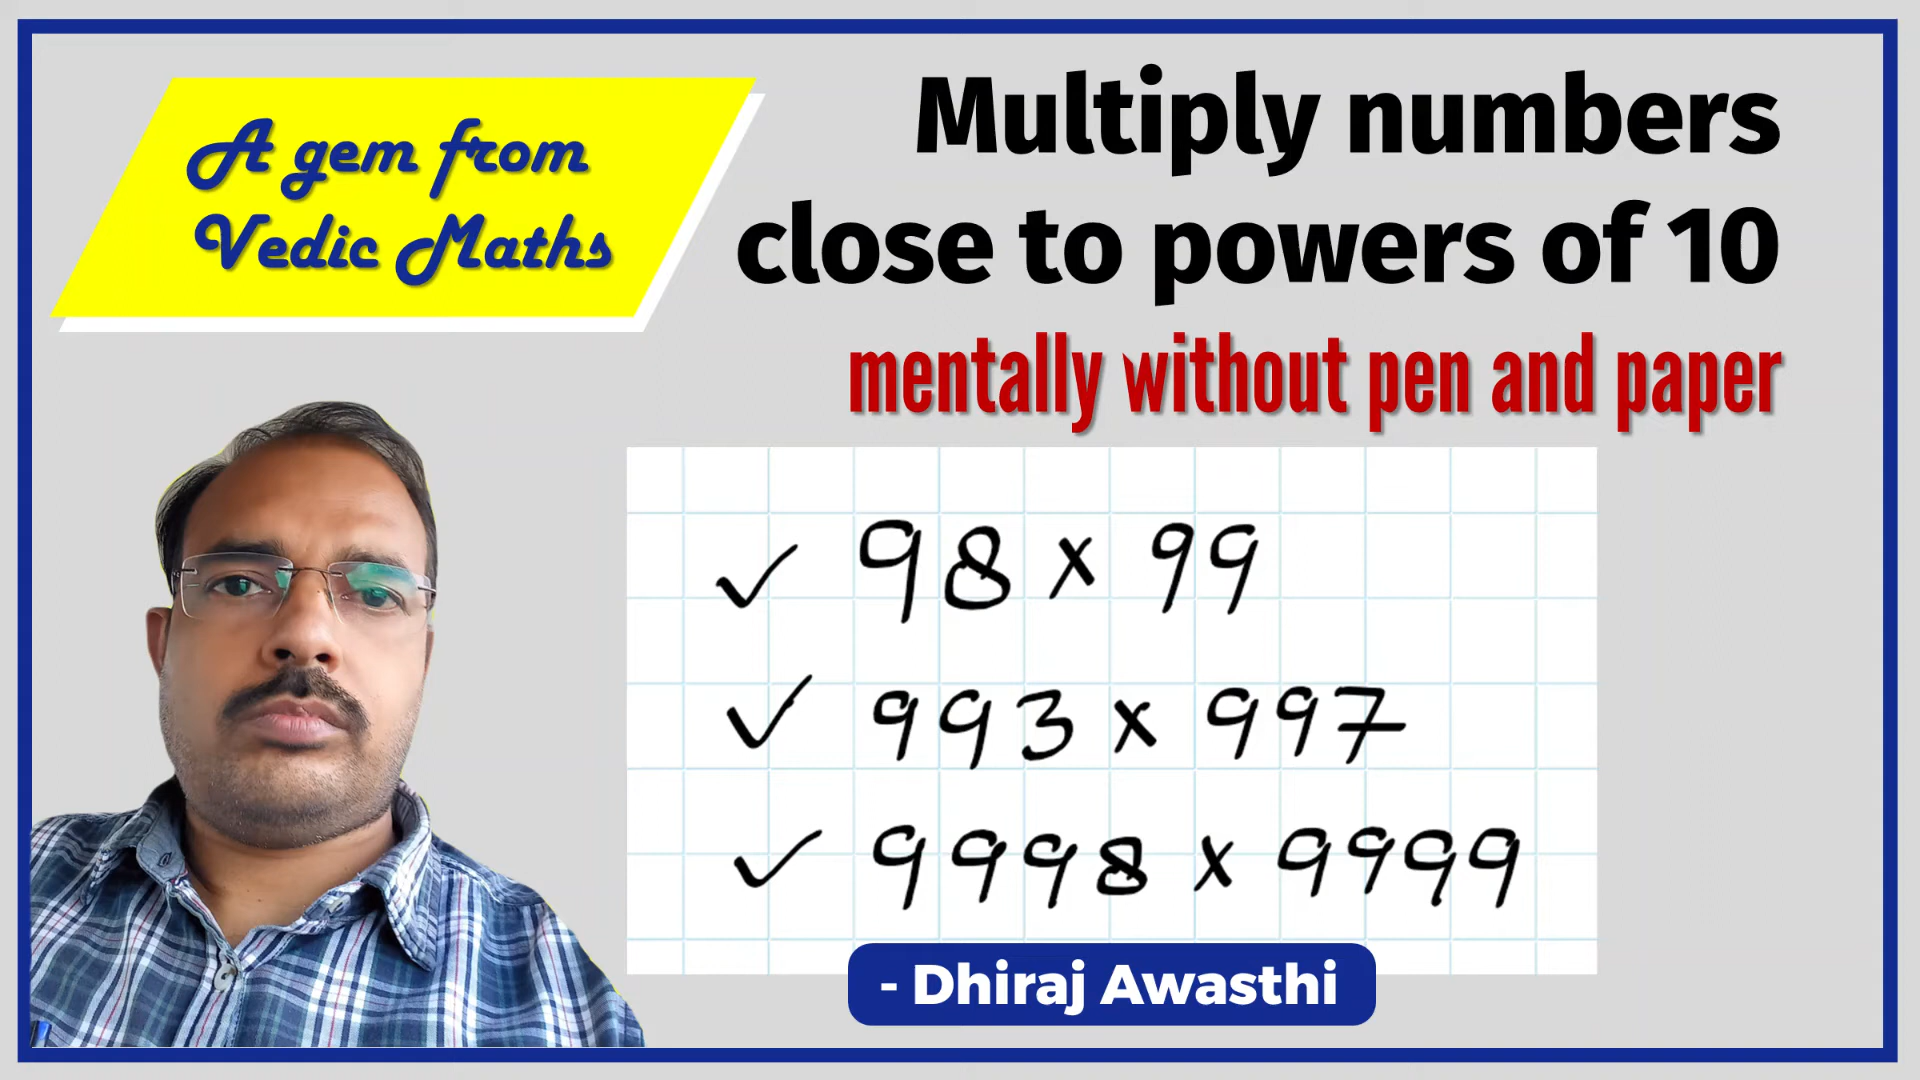 A gem from
Vedic Maths
Multiply numbers
close to powers of 10
mentally without pen and paper
✓ 98 x 99
✓ 993 x 997
✓ 9998 x 9999
- Dhiraj Awasthi